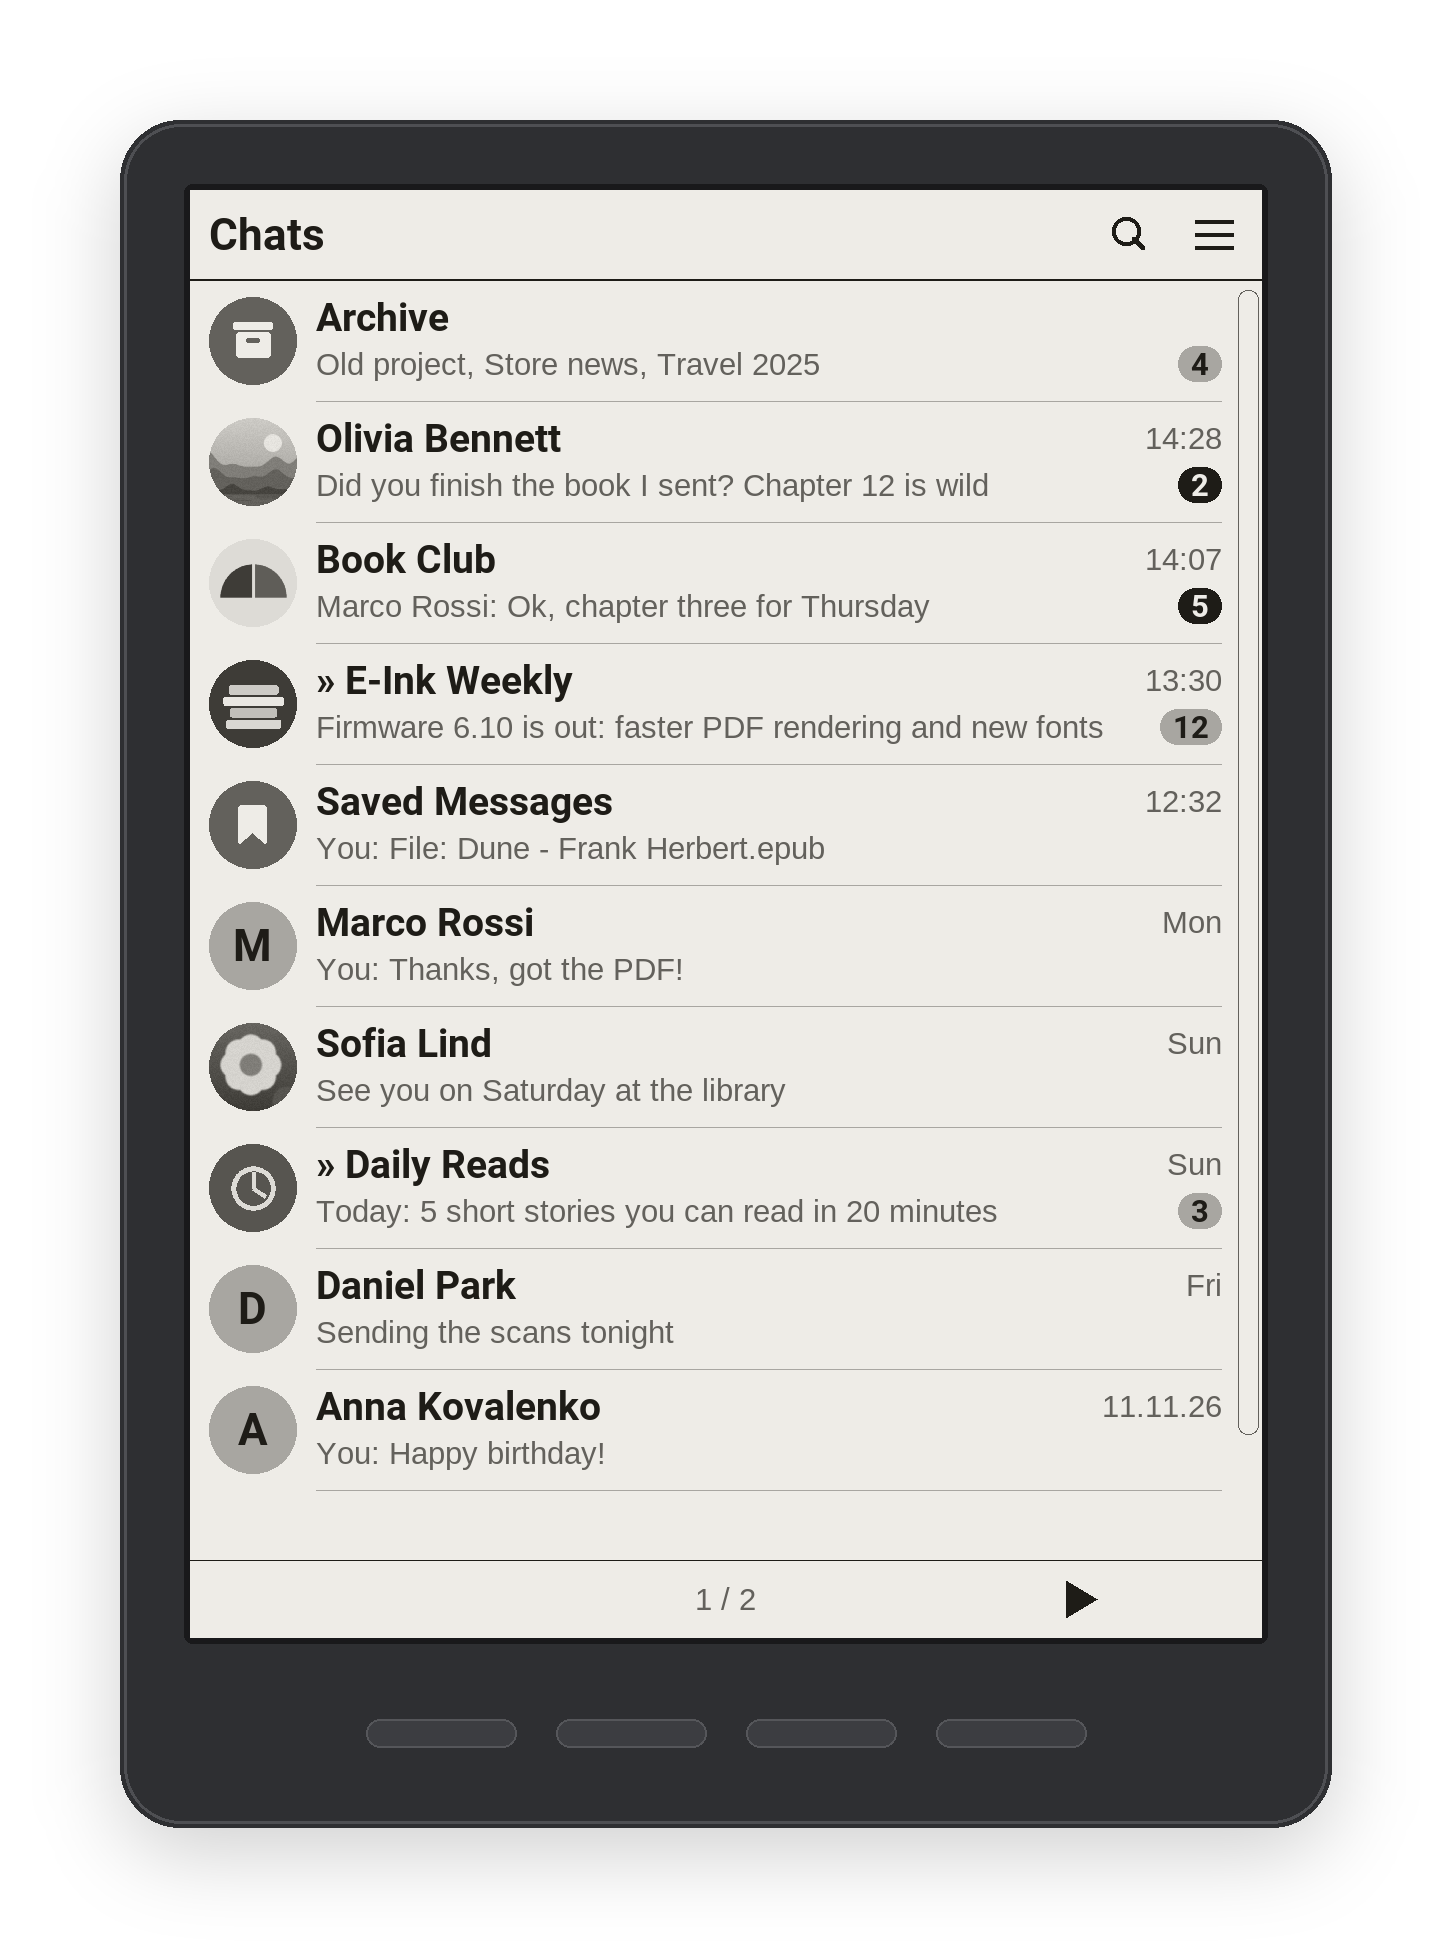 Chats
Archive
Old project, Store news, Travel 2025
4
Olivia Bennett
14:28
Did you finish the book I sent? Chapter 12 is wild
2
Book Club
14:07
Marco Rossi: Ok, chapter three for Thursday
5
» E-Ink Weekly
13:30
Firmware 6.10 is out: faster PDF rendering and new fonts
12
Saved Messages
12:32
You: File: Dune - Frank Herbert.epub
M
Marco Rossi
Mon
You: Thanks, got the PDF!
Sofia Lind
Sun
See you on Saturday at the library
» Daily Reads
Sun
Today: 5 short stories you can read in 20 minutes
3
D
Daniel Park
Fri
Sending the scans tonight
A
Anna Kovalenko
11.11.26
You: Happy birthday!
1 / 2